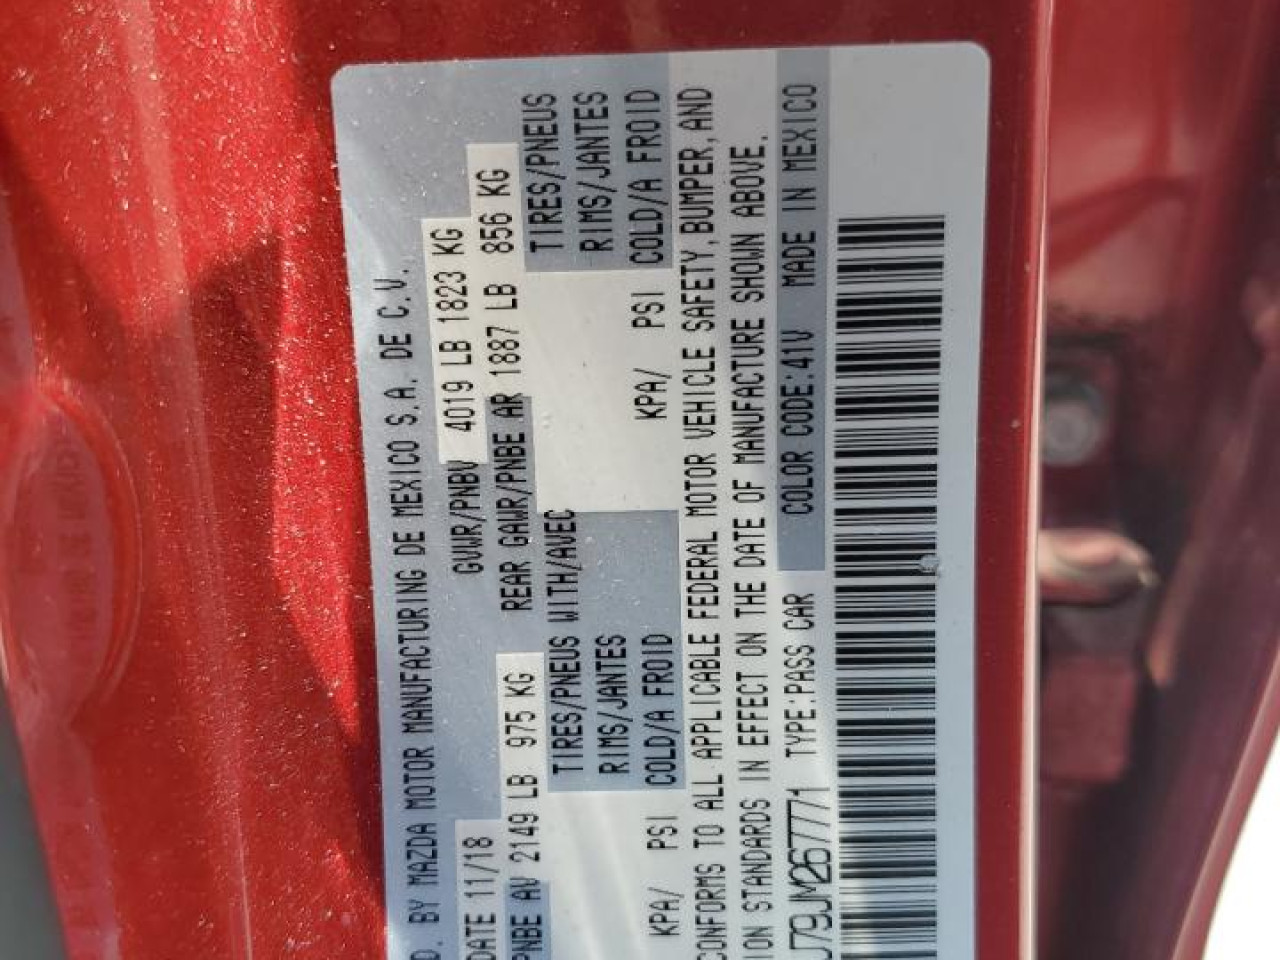 D. BY MAZDA MOTOR MANUFACTURING DE MEXICO S.A. DE C.V.
DATE 11/18 GVWR/PNBV 4019 LB 1823 KG
PNBE AV 2149 LB 975 KG REAR GAWR/PNBE AR 1887 LB 856 KG
TIRES/PNEUS WITH/AVEC TIRES/PNEUS
RIMS/JANTES RIMS/JANTES
KPA/ PSI COLD/A FROID KPA/ PSI COLD/A FROID
CONFORMS TO ALL APPLICABLE FEDERAL MOTOR VEHICLE SAFETY, BUMPER, AND
ION STANDARDS IN EFFECT ON THE DATE OF MANUFACTURE SHOWN ABOVE.
J79JM267771 TYPE:PASS CAR COLOR CODE:41V MADE IN MEXICO